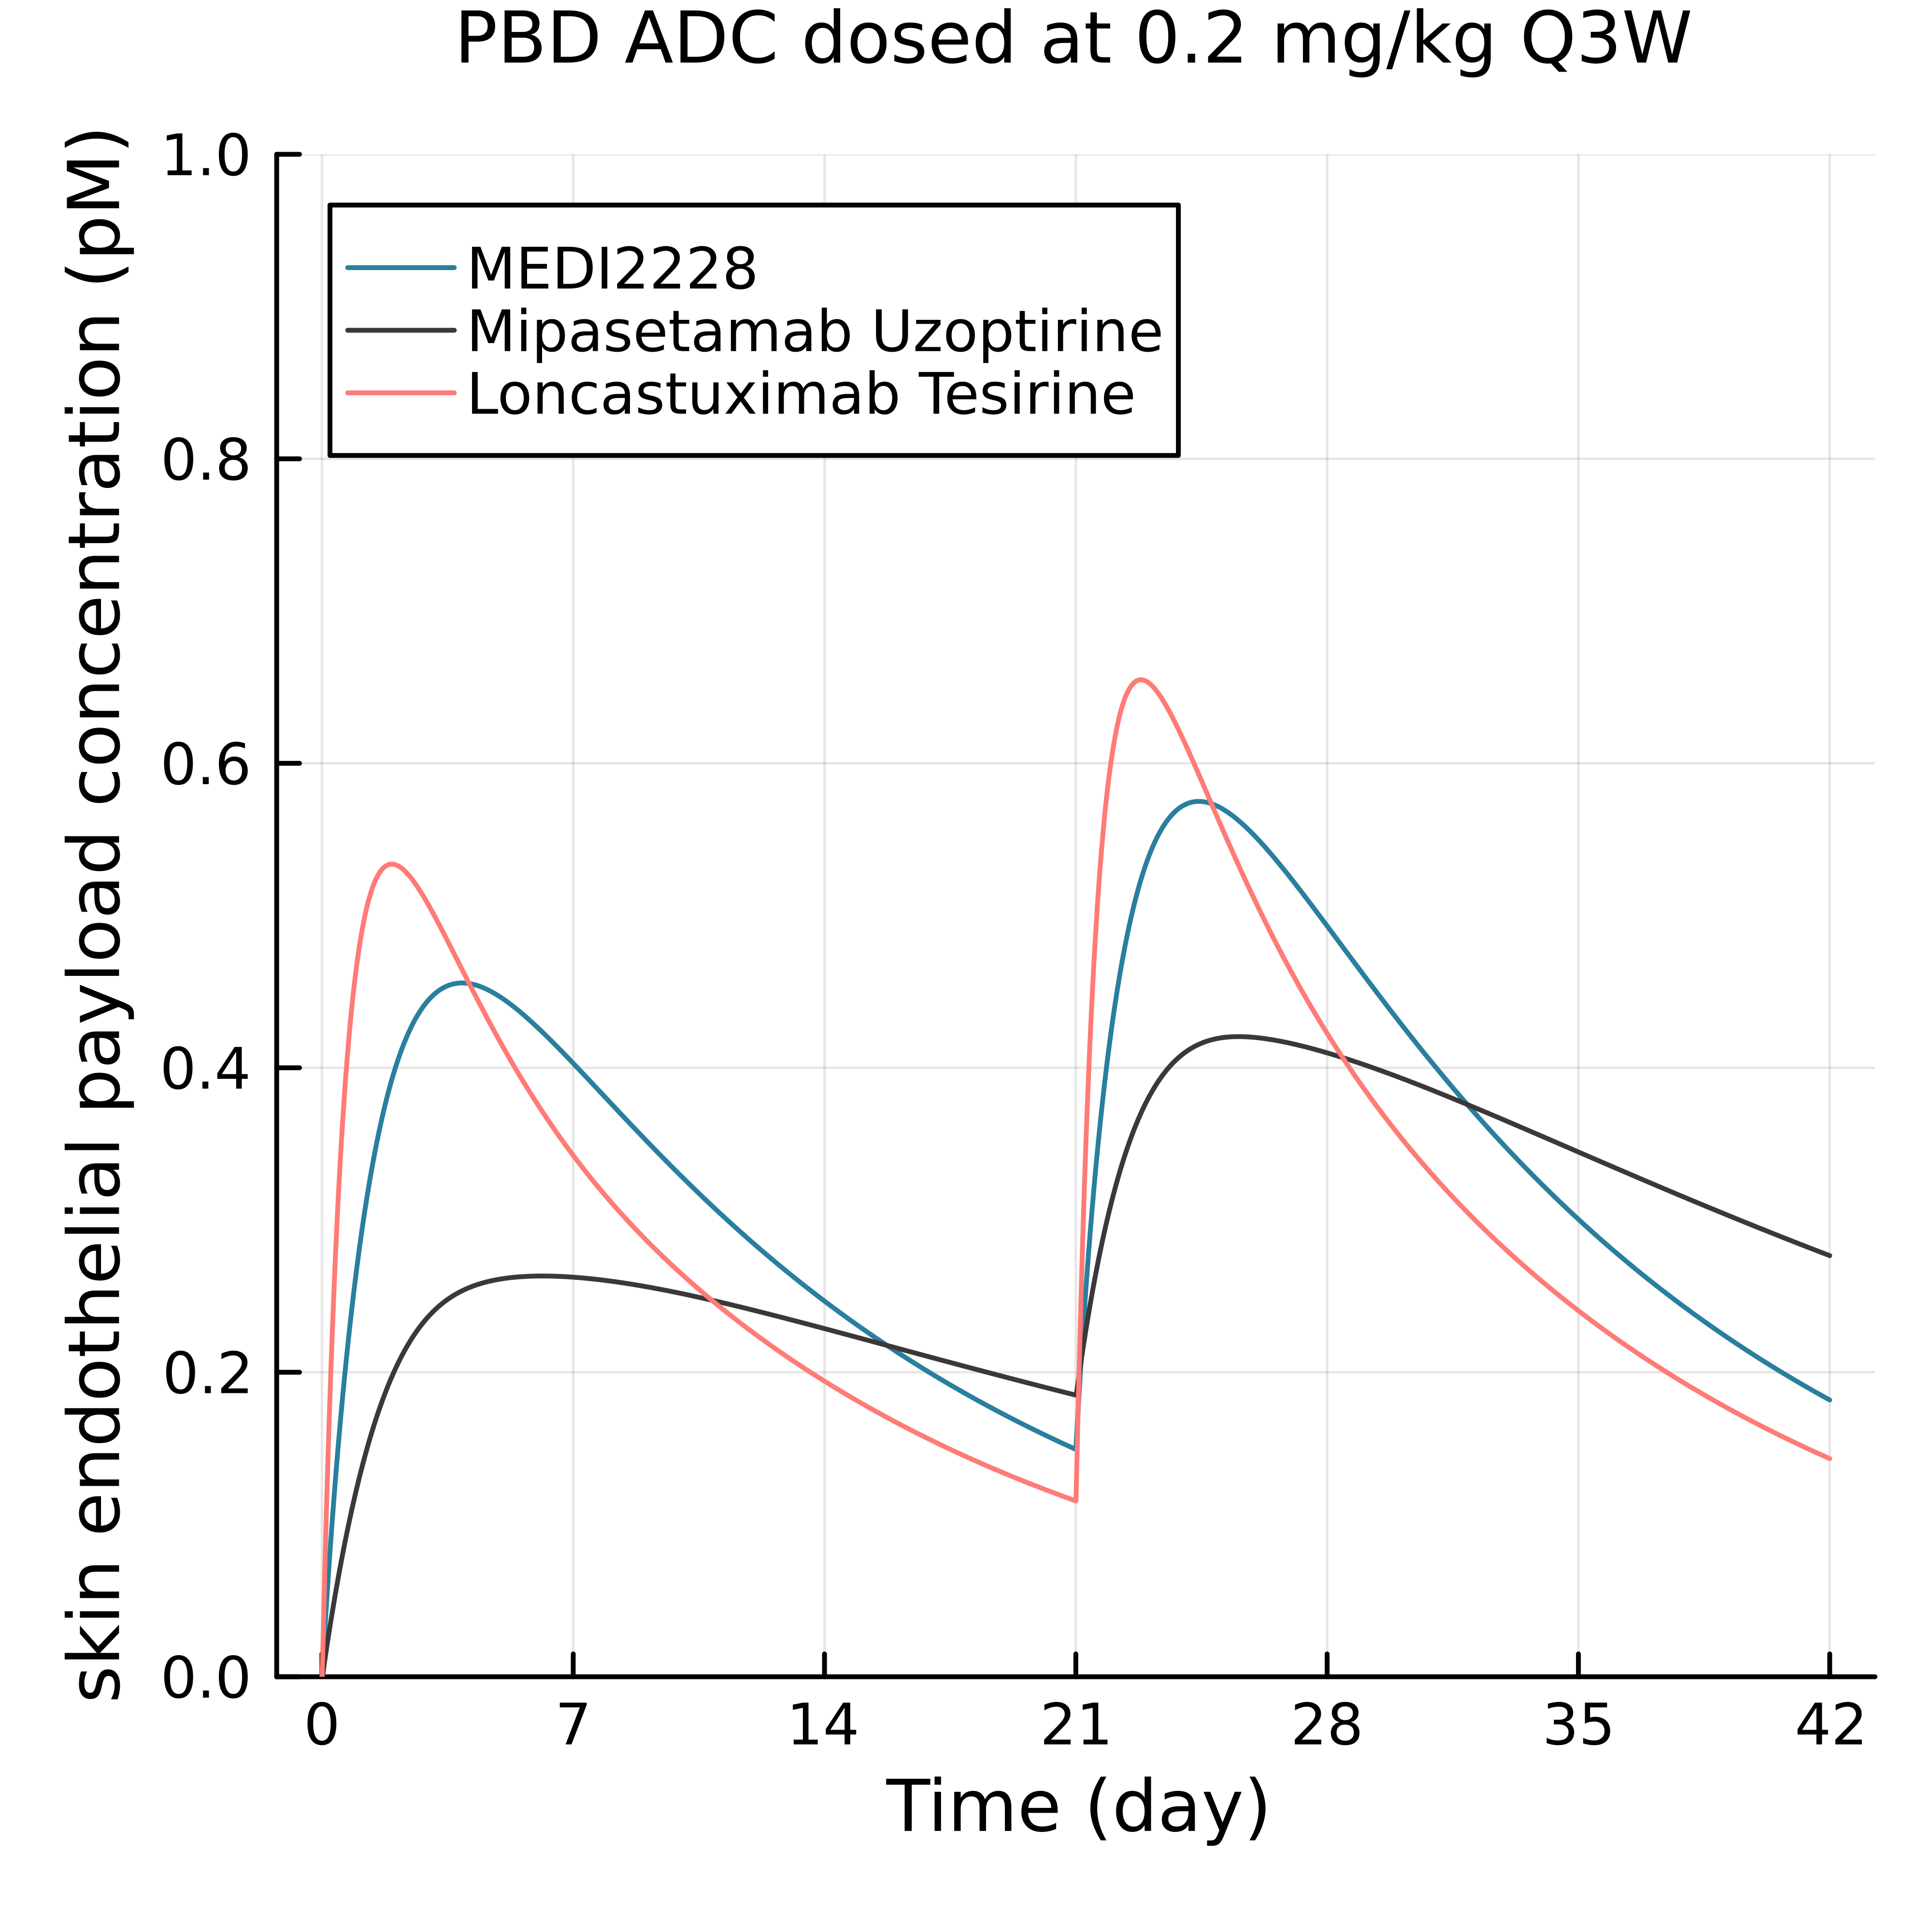 PBD ADC dosed at 0.2 mg/kg Q3W
skin endothelial payload concentration (pM)
1.0
0.8
0.6
0.4
0.2
0.0
MEDI2228
Mipasetamab Uzoptirine
Loncastuximab Tesirine
0 7 14 21 28 35 42
Time (day)